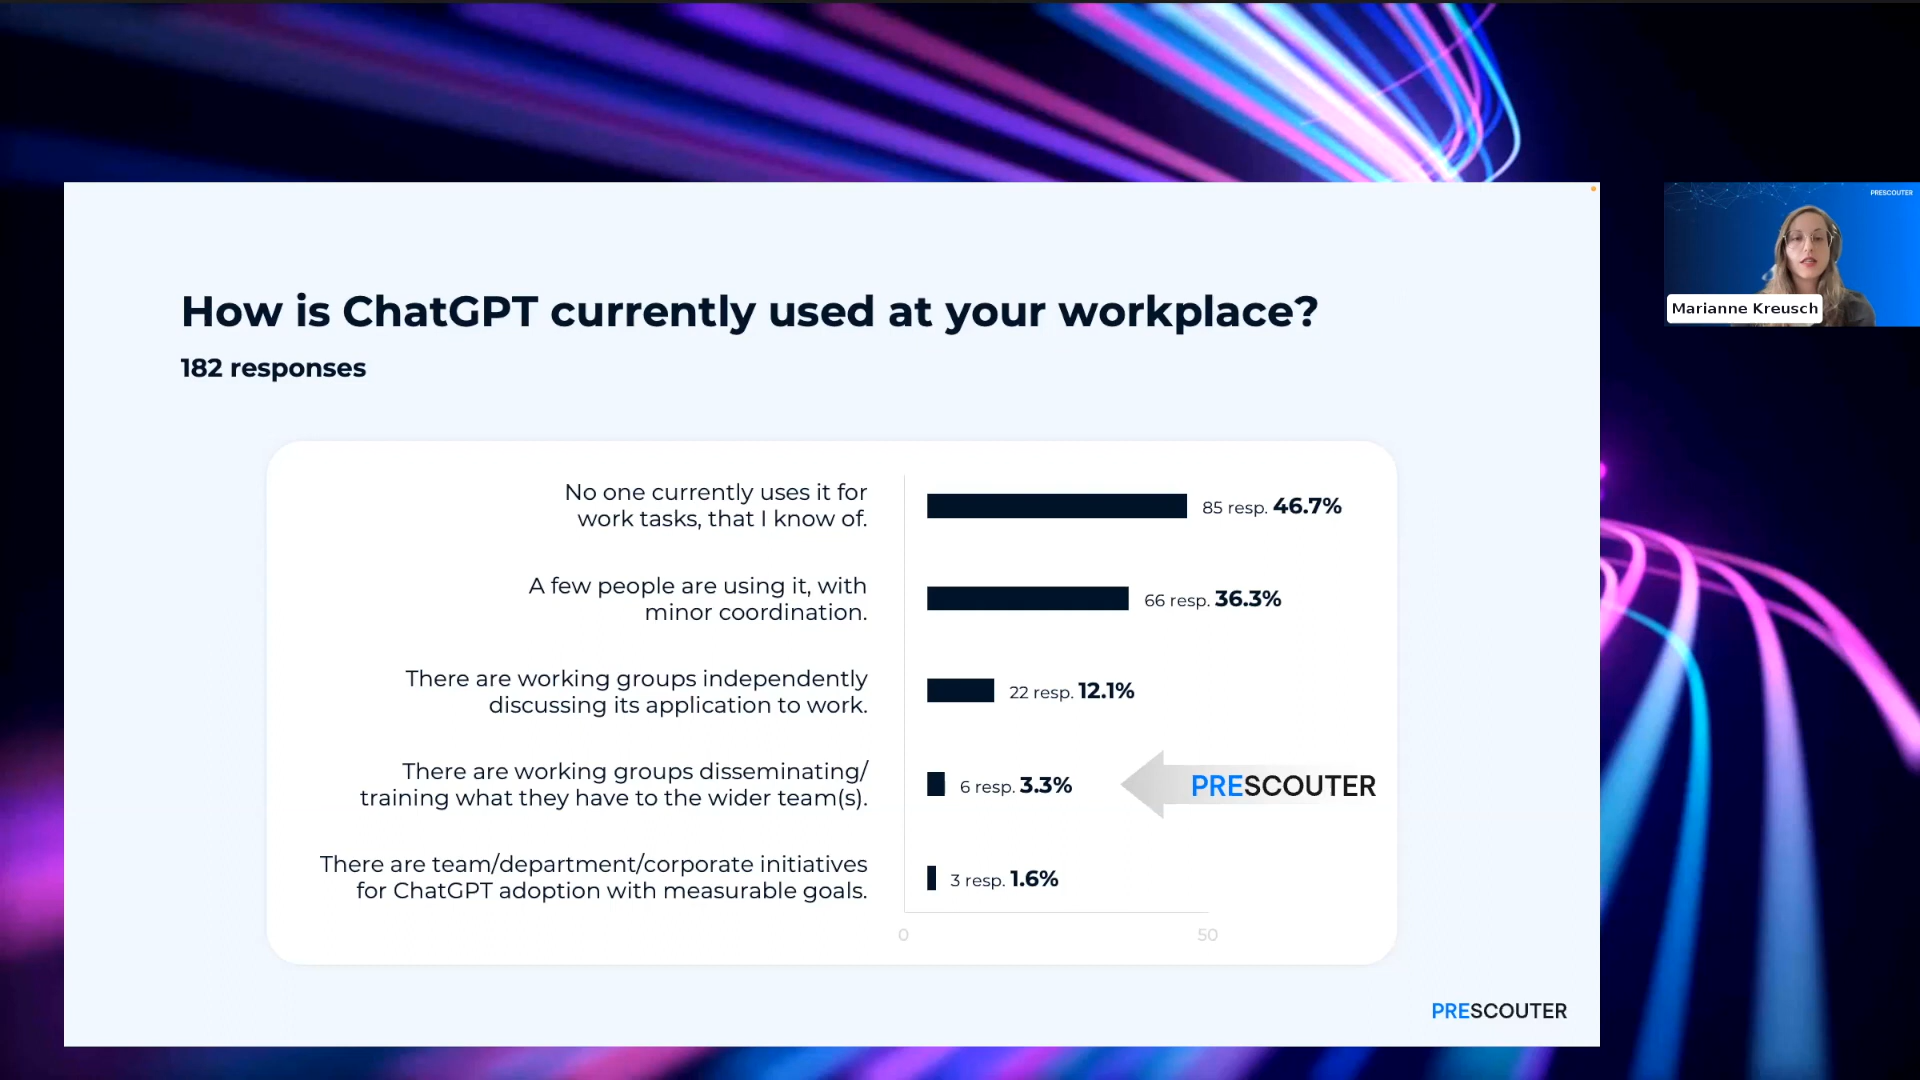 PRESCOUTER
Marianne Kreusch
How is ChatGPT currently used at your workplace?
182 responses
No one currently uses it for
work tasks, that I know of.
85 resp. 46.7%
A few people are using it, with
minor coordination.
66 resp. 36.3%
There are working groups independently
discussing its application to work.
22 resp. 12.1%
There are working groups disseminating/
training what they have to the wider team(s).
6 resp. 3.3%
PRESCOUTER
There are team/department/corporate initiatives
for ChatGPT adoption with measurable goals.
3 resp. 1.6%
0 50
PRESCOUTER